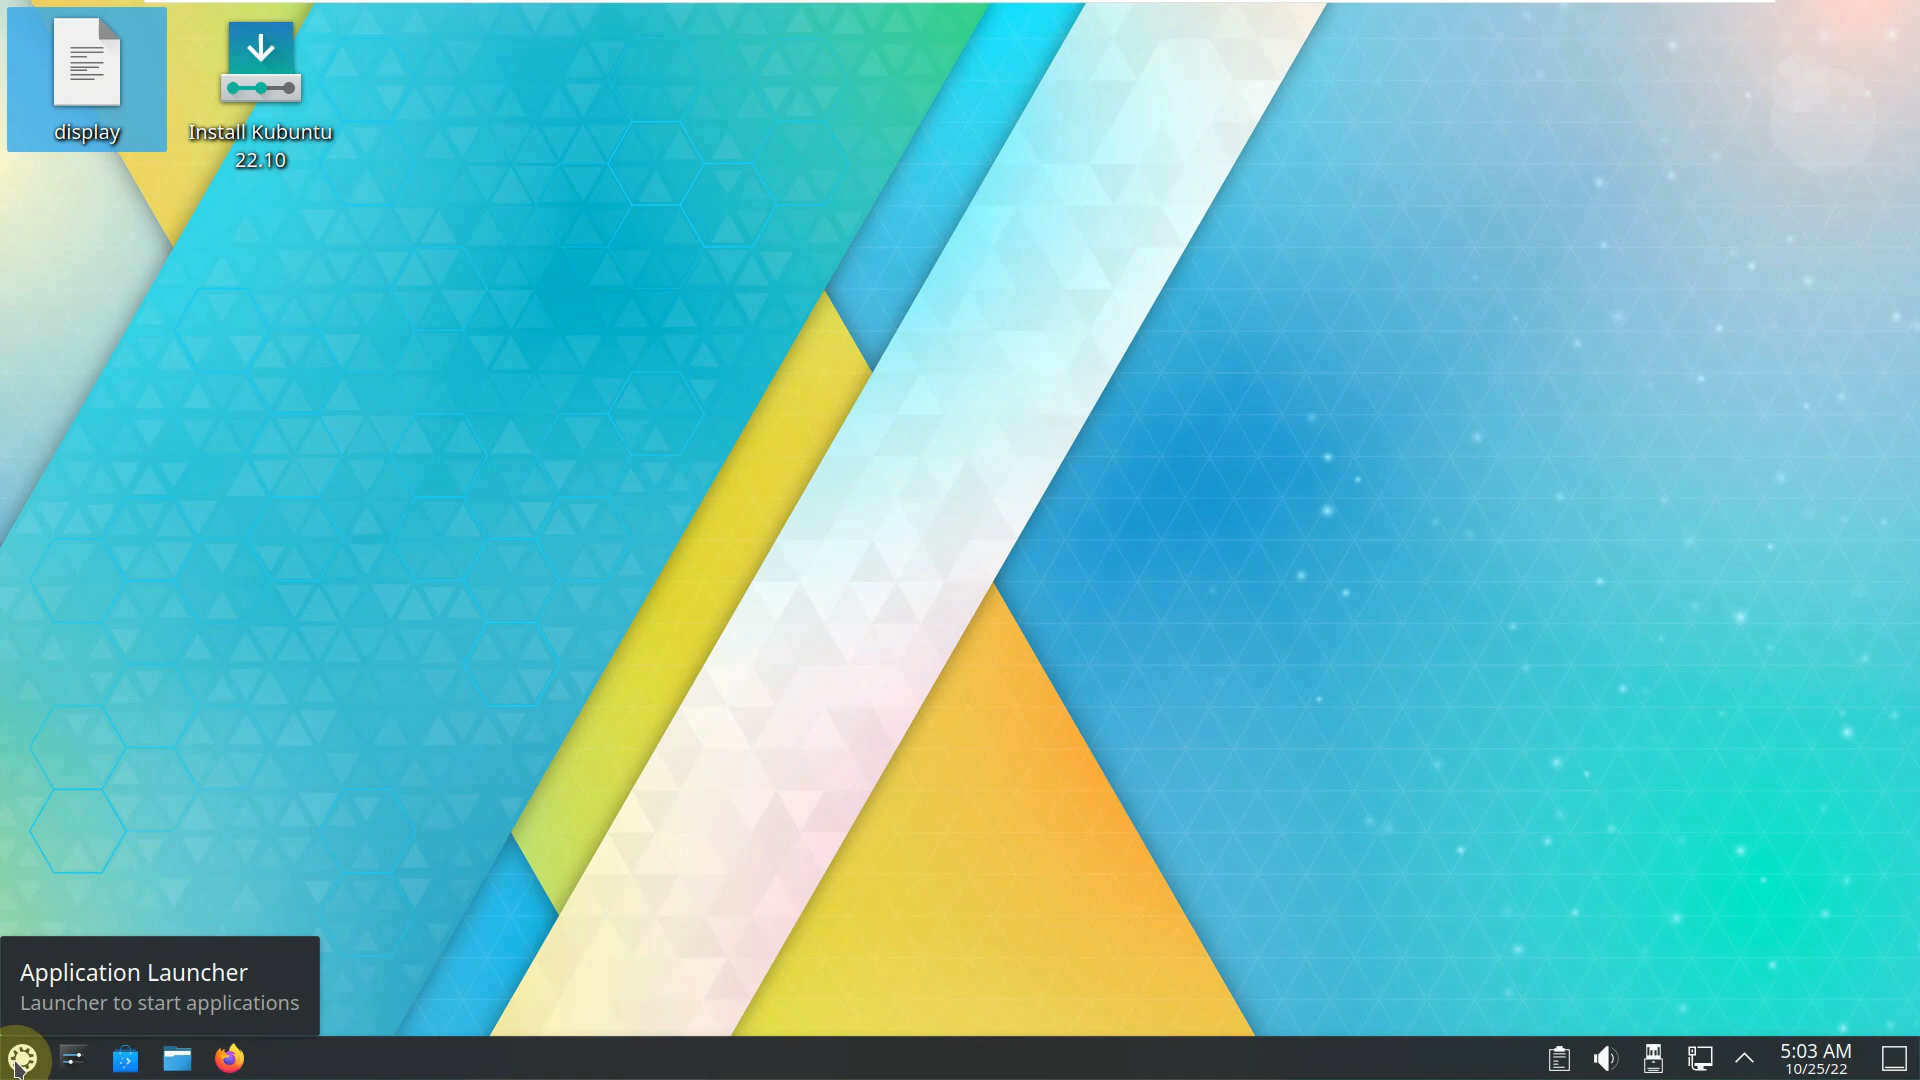 display
Install Kubuntu
22.10
Application Launcher
Launcher to start applications
5:03 AM
10/25/22